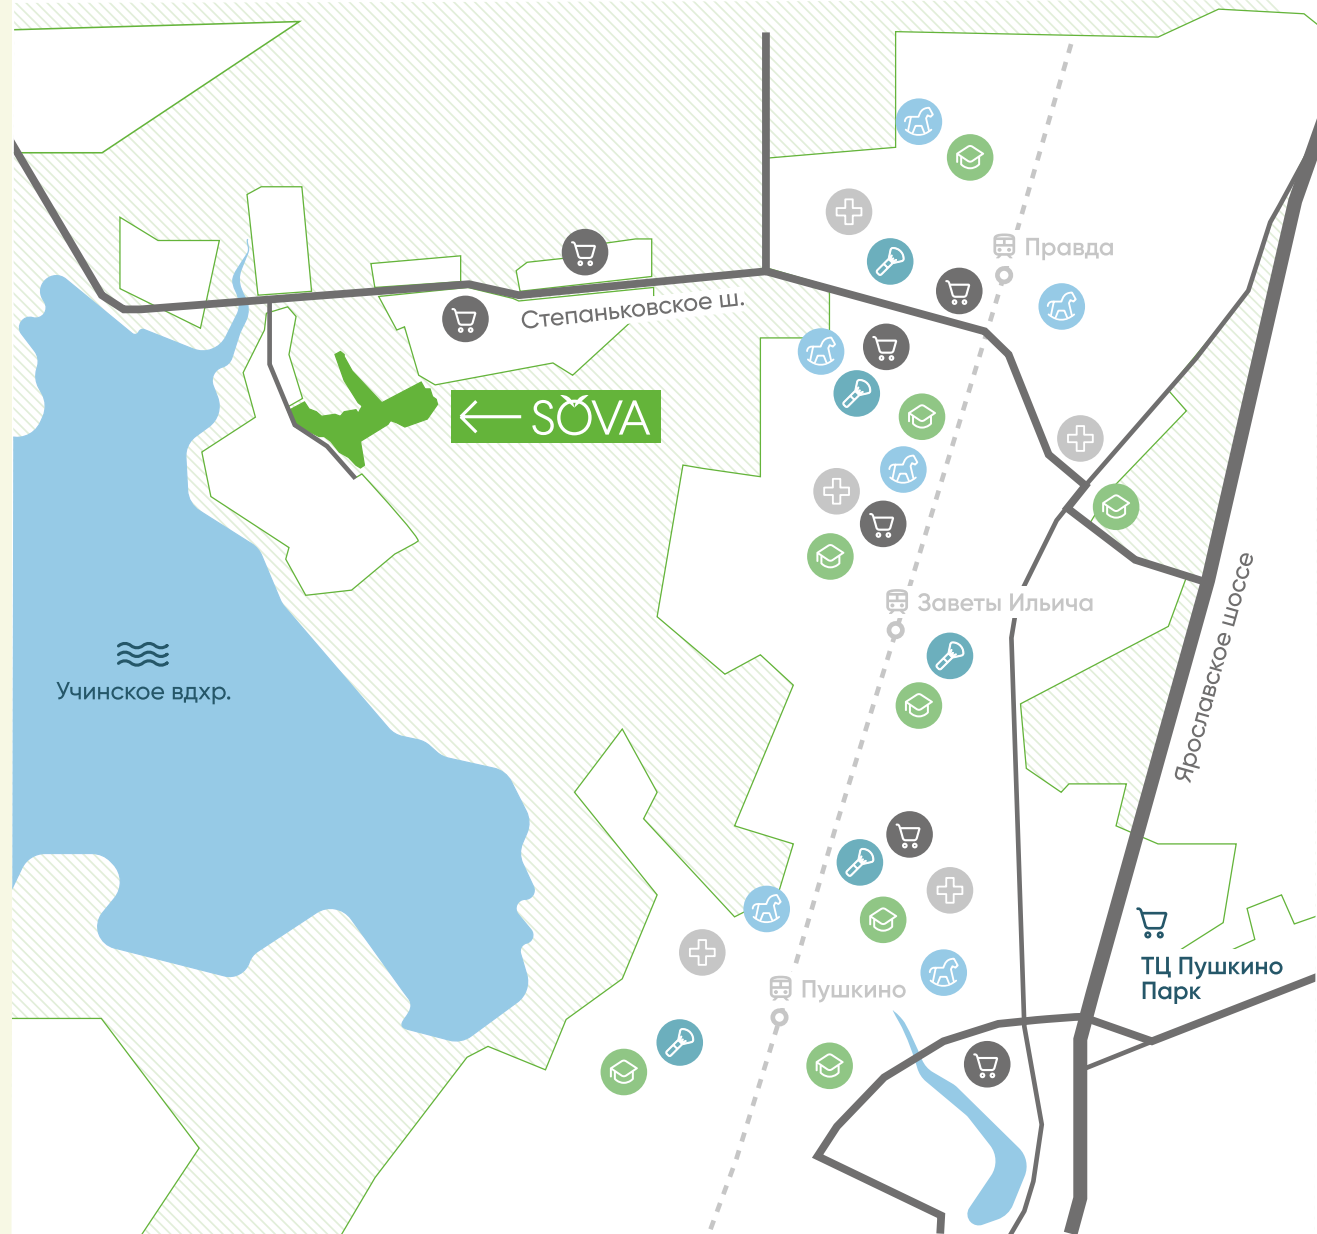 Правда
Степаньковское ш.
SOVA
Заветы Ильича
Учинское вдхр.
Ярославское шоссе
ТЦ Пушкино
Парк
Пушкино